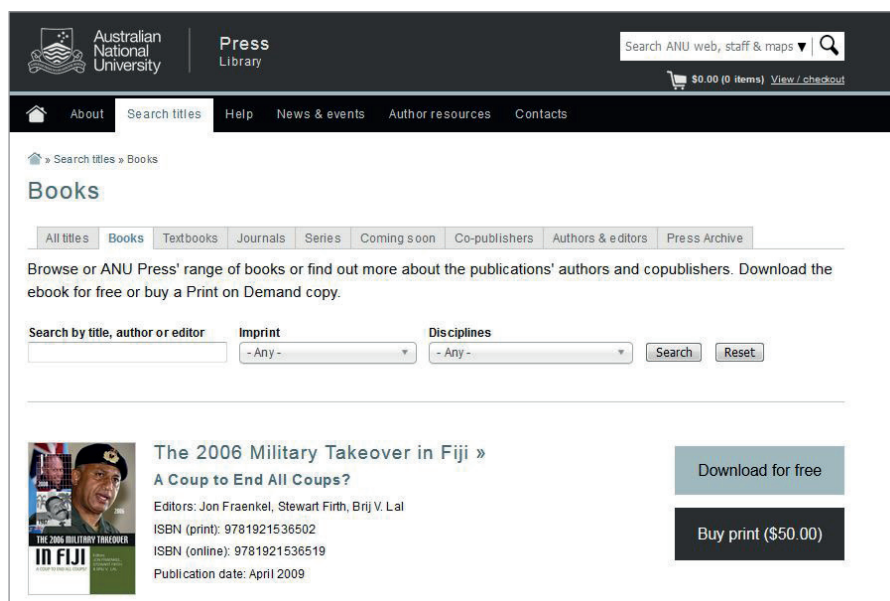 Australian
National
University
Press
Library
Search ANU web, staff & maps ▼
$0.00 (0 items) View / checkout
About Search titles Help News & events Author resources Contacts
» Search titles » Books
Books
All titles Books Textbooks Journals Series Coming soon Co-publishers Authors & editors Press Archive
Browse or ANU Press' range of books or find out more about the publications' authors and copublishers. Download the
ebook for free or buy a Print on Demand copy.
Search by title, author or editor Imprint Disciplines
- Any - - Any - Search Reset
The 2006 Military Takeover in Fiji »
A Coup to End All Coups?
Editors: Jon Fraenkel, Stewart Firth, Brij V. Lal
ISBN (print): 9781921536502
ISBN (online): 9781921536519
Publication date: April 2009
Download for free
Buy print ($50.00)
2006
THE 2006 MILITARY TAKEOVER
IN FIJI
A COUP TO END ALL COUPS?